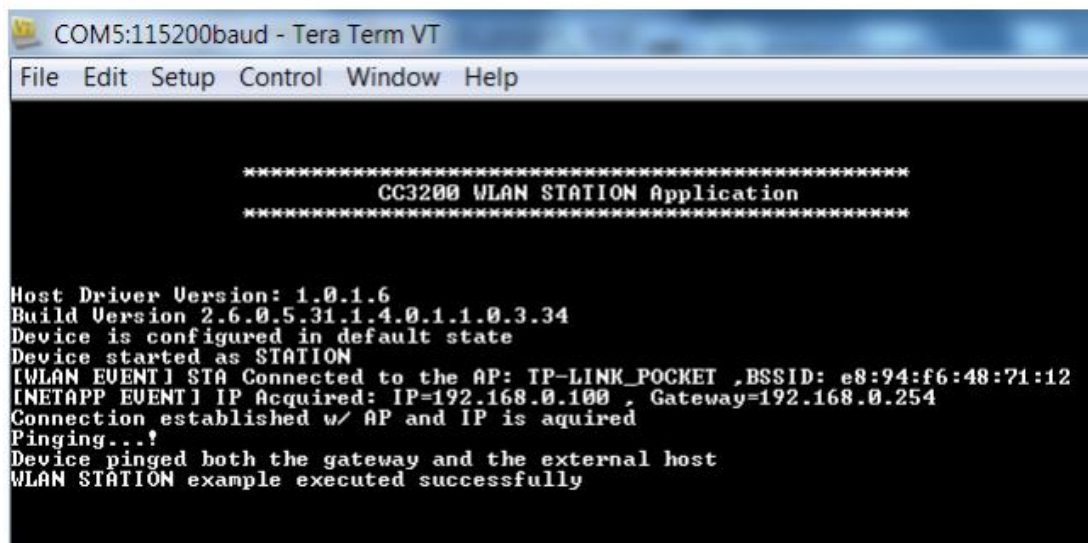 COM5:115200baud - Tera Term VT
File Edit Setup Control Window Help
*************************************************
CC3200 WLAN STATION Application
*************************************************
Host Driver Version: 1.0.1.6
Build Version 2.6.0.5.31.1.4.0.1.1.0.3.34
Device is configured in default state
Device started as STATION
[WLAN EVENT] STA Connected to the AP: TP-LINK_POCKET ,BSSID: e8:94:f6:48:71:12
[NETAPP EVENT] IP Acquired: IP=192.168.0.100 , Gateway=192.168.0.254
Connection established w/ AP and IP is aquired
Pinging...!
Device pinged both the gateway and the external host
WLAN STATION example executed successfully